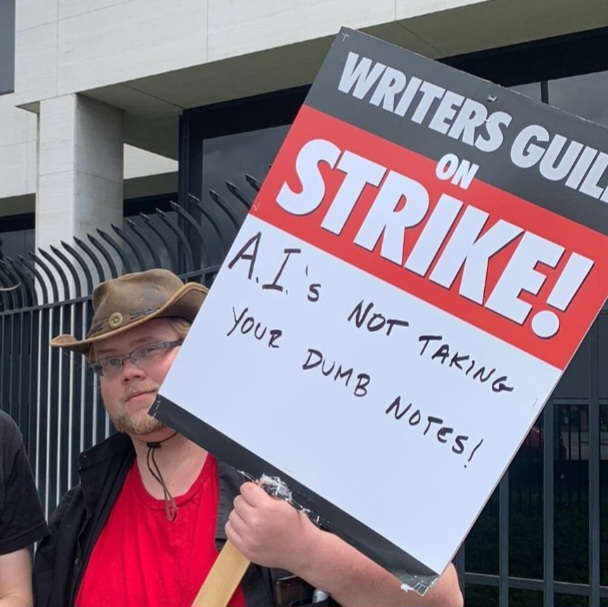 WRITERS GUIL
ON
STRIKE!
A.I.'s NOT TAKING
YOUR DUMB NOTES!